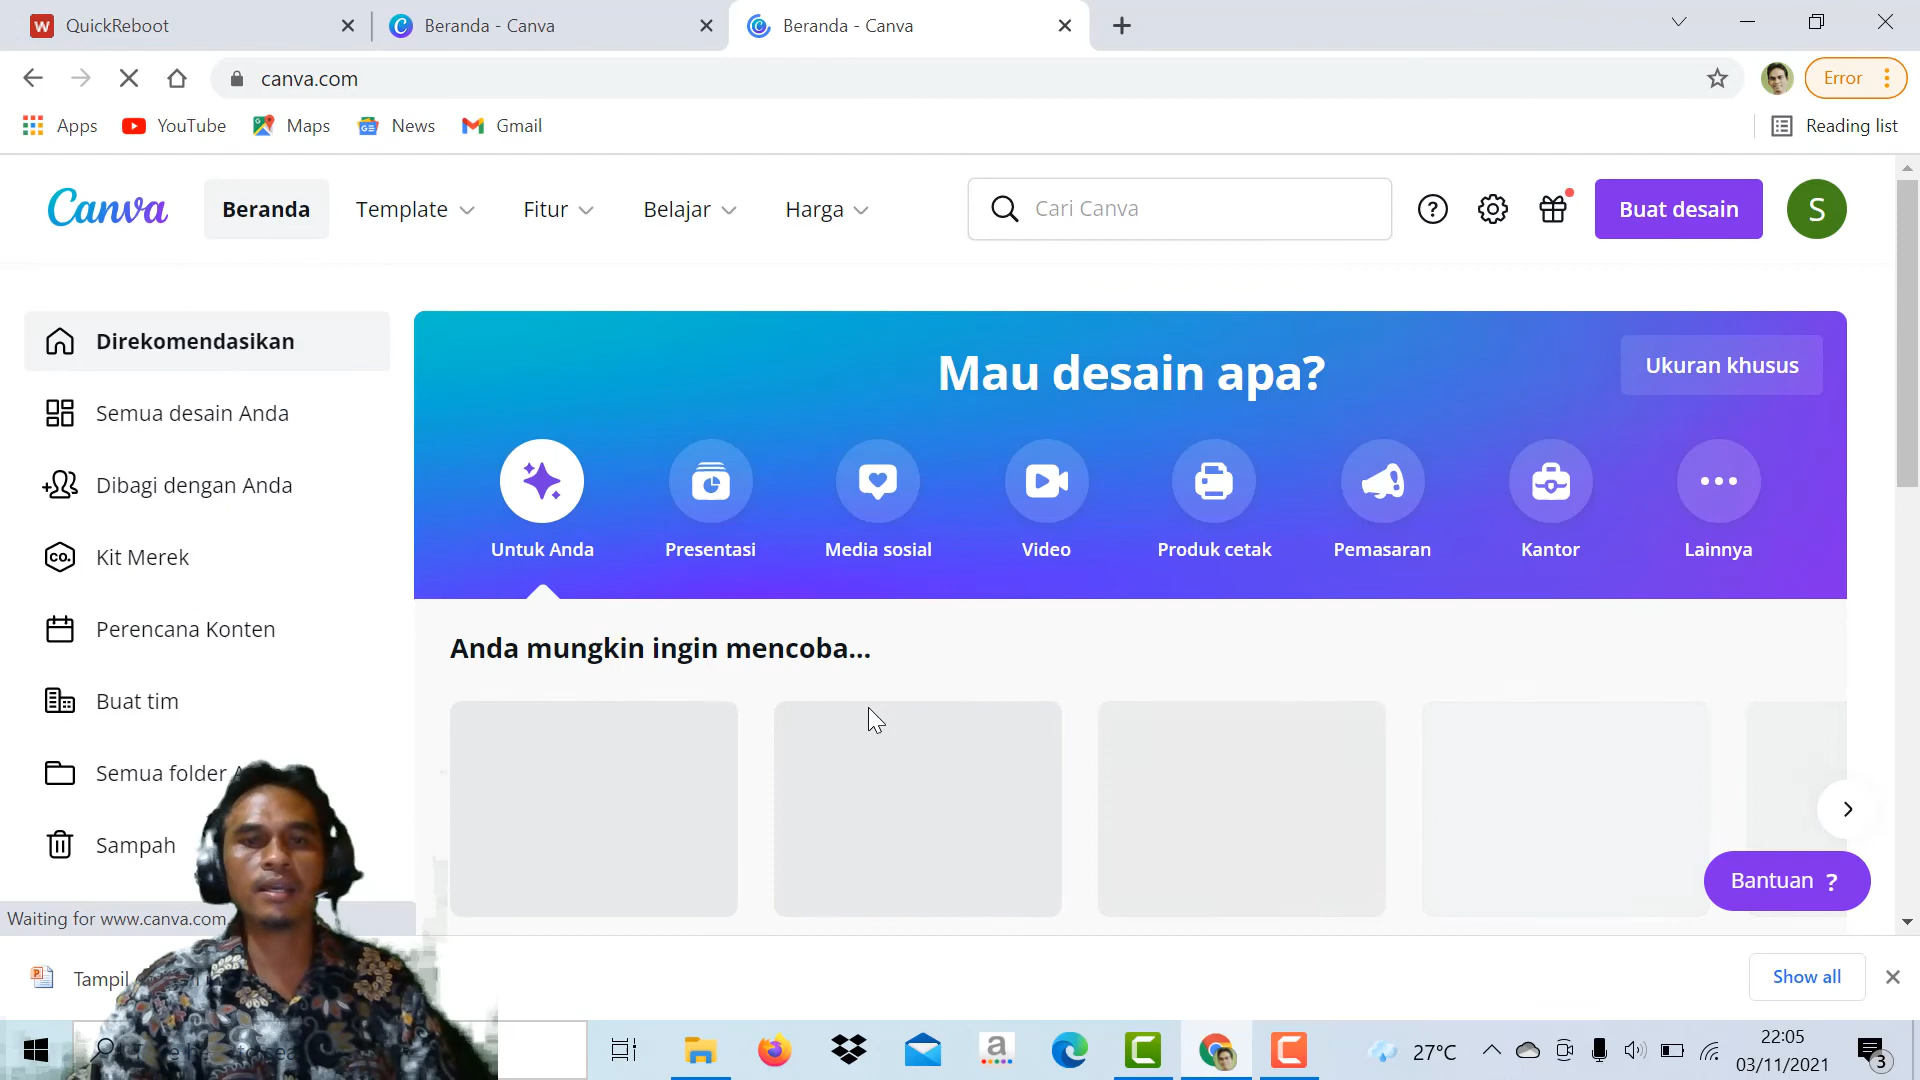 QuickReboot
Beranda - Canva
Beranda - Canva
canva.com
Error
Apps
YouTube
Maps
News
Gmail
Reading list
Canva
Beranda
Template
Fitur
Belajar
Harga
Cari Canva
Buat desain
S
Direkomendasikan
Semua desain Anda
Dibagi dengan Anda
Kit Merek
Perencana Konten
Buat tim
Semua folder
Sampah
Mau desain apa?
Ukuran khusus
Untuk Anda
Presentasi
Media sosial
Video
Produk cetak
Pemasaran
Kantor
Lainnya
Anda mungkin ingin mencoba...
Bantuan ?
Waiting for www.canva.com
Tampil
Show all
27°C
22:05
03/11/2021
3